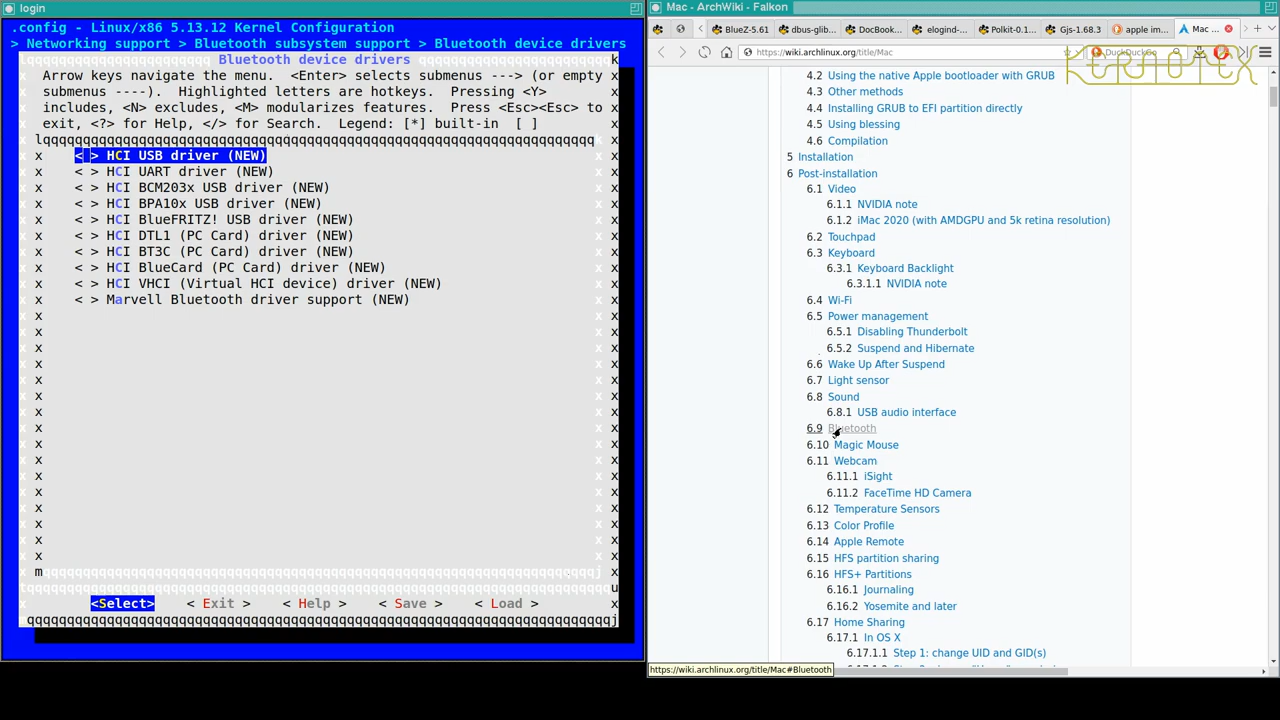 login
.config - Linux/x86 5.13.12 Kernel Configuration
> Networking support > Bluetooth subsystem support > Bluetooth device drivers
Bluetooth device drivers
Arrow keys navigate the menu.  <Enter> selects submenus ---> (or empty
submenus ----).  Highlighted letters are hotkeys.  Pressing <Y>
includes, <N> excludes, <M> modularizes features.  Press <Esc><Esc> to
exit, <?> for Help, </> for Search.  Legend: [*] built-in  [ ]
< > HCI USB driver (NEW)
< > HCI UART driver (NEW)
< > HCI BCM203x USB driver (NEW)
< > HCI BPA10x USB driver (NEW)
< > HCI BlueFRITZ! USB driver (NEW)
< > HCI DTL1 (PC Card) driver (NEW)
< > HCI BT3C (PC Card) driver (NEW)
< > HCI BlueCard (PC Card) driver (NEW)
< > HCI VHCI (Virtual HCI device) driver (NEW)
< > Marvell Bluetooth driver support (NEW)
<Select> < Exit > < Help > < Save > < Load >
Mac - ArchWiki - Falkon
BlueZ-5.61 dbus-glib... DocBook... elogind-... Polkit-0.1... Gjs-1.68.3 apple im... Mac ...
https://wiki.archlinux.org/title/Mac DuckDuckGo
KERNOTEX
4.2 Using the native Apple bootloader with GRUB
4.3 Other methods
4.4 Installing GRUB to EFI partition directly
4.5 Using blessing
4.6 Compilation
5 Installation
6 Post-installation
6.1 Video
6.1.1 NVIDIA note
6.1.2 iMac 2020 (with AMDGPU and 5k retina resolution)
6.2 Touchpad
6.3 Keyboard
6.3.1 Keyboard Backlight
6.3.1.1 NVIDIA note
6.4 Wi-Fi
6.5 Power management
6.5.1 Disabling Thunderbolt
6.5.2 Suspend and Hibernate
6.6 Wake Up After Suspend
6.7 Light sensor
6.8 Sound
6.8.1 USB audio interface
6.9 Bluetooth
6.10 Magic Mouse
6.11 Webcam
6.11.1 iSight
6.11.2 FaceTime HD Camera
6.12 Temperature Sensors
6.13 Color Profile
6.14 Apple Remote
6.15 HFS partition sharing
6.16 HFS+ Partitions
6.16.1 Journaling
6.16.2 Yosemite and later
6.17 Home Sharing
6.17.1 In OS X
6.17.1.1 Step 1: change UID and GID(s)
https://wiki.archlinux.org/title/Mac#Bluetooth